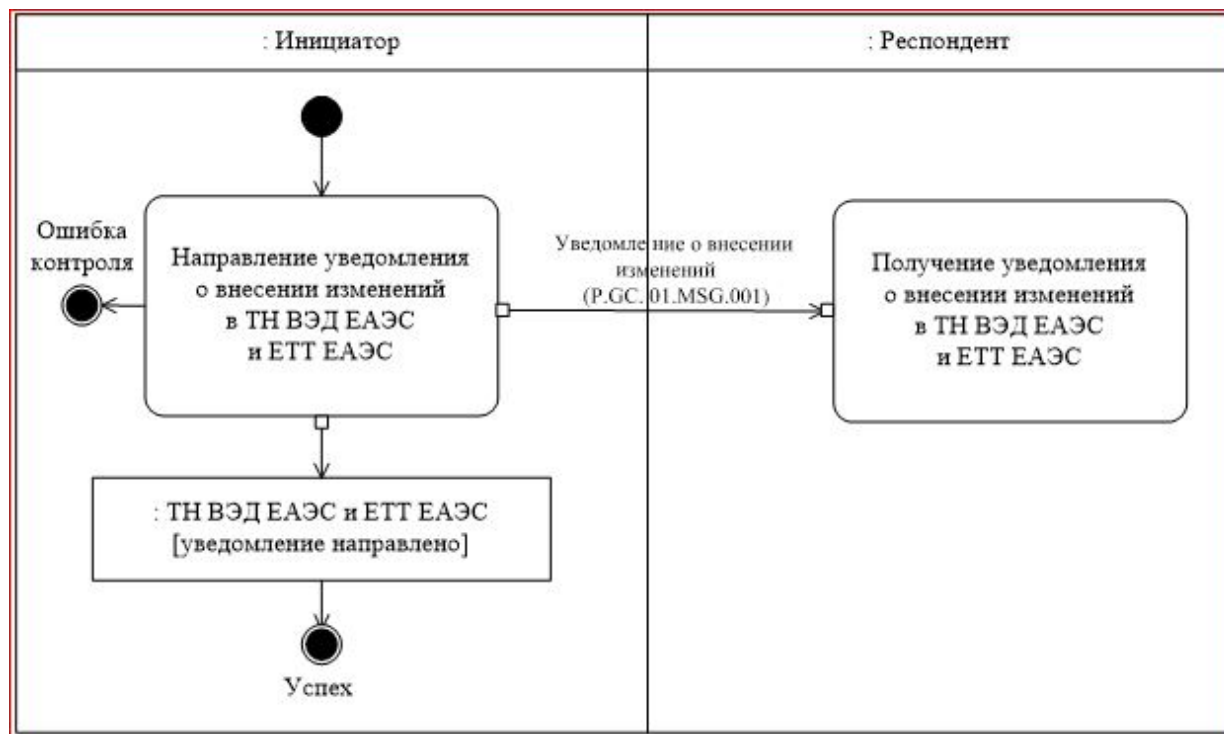 : Инициатор
: Респондент
Ошибка
контроля
Направление уведомления
о внесении изменений
в ТН ВЭД ЕАЭС
и ЕТТ ЕАЭС
Уведомление о внесении
изменений
(P.GC. 01.MSG.001)
Получение уведомления
о внесении изменений
в ТН ВЭД ЕАЭС
и ЕТТ ЕАЭС
: ТН ВЭД ЕАЭС и ЕТТ ЕАЭС
[уведомление направлено]
Успех